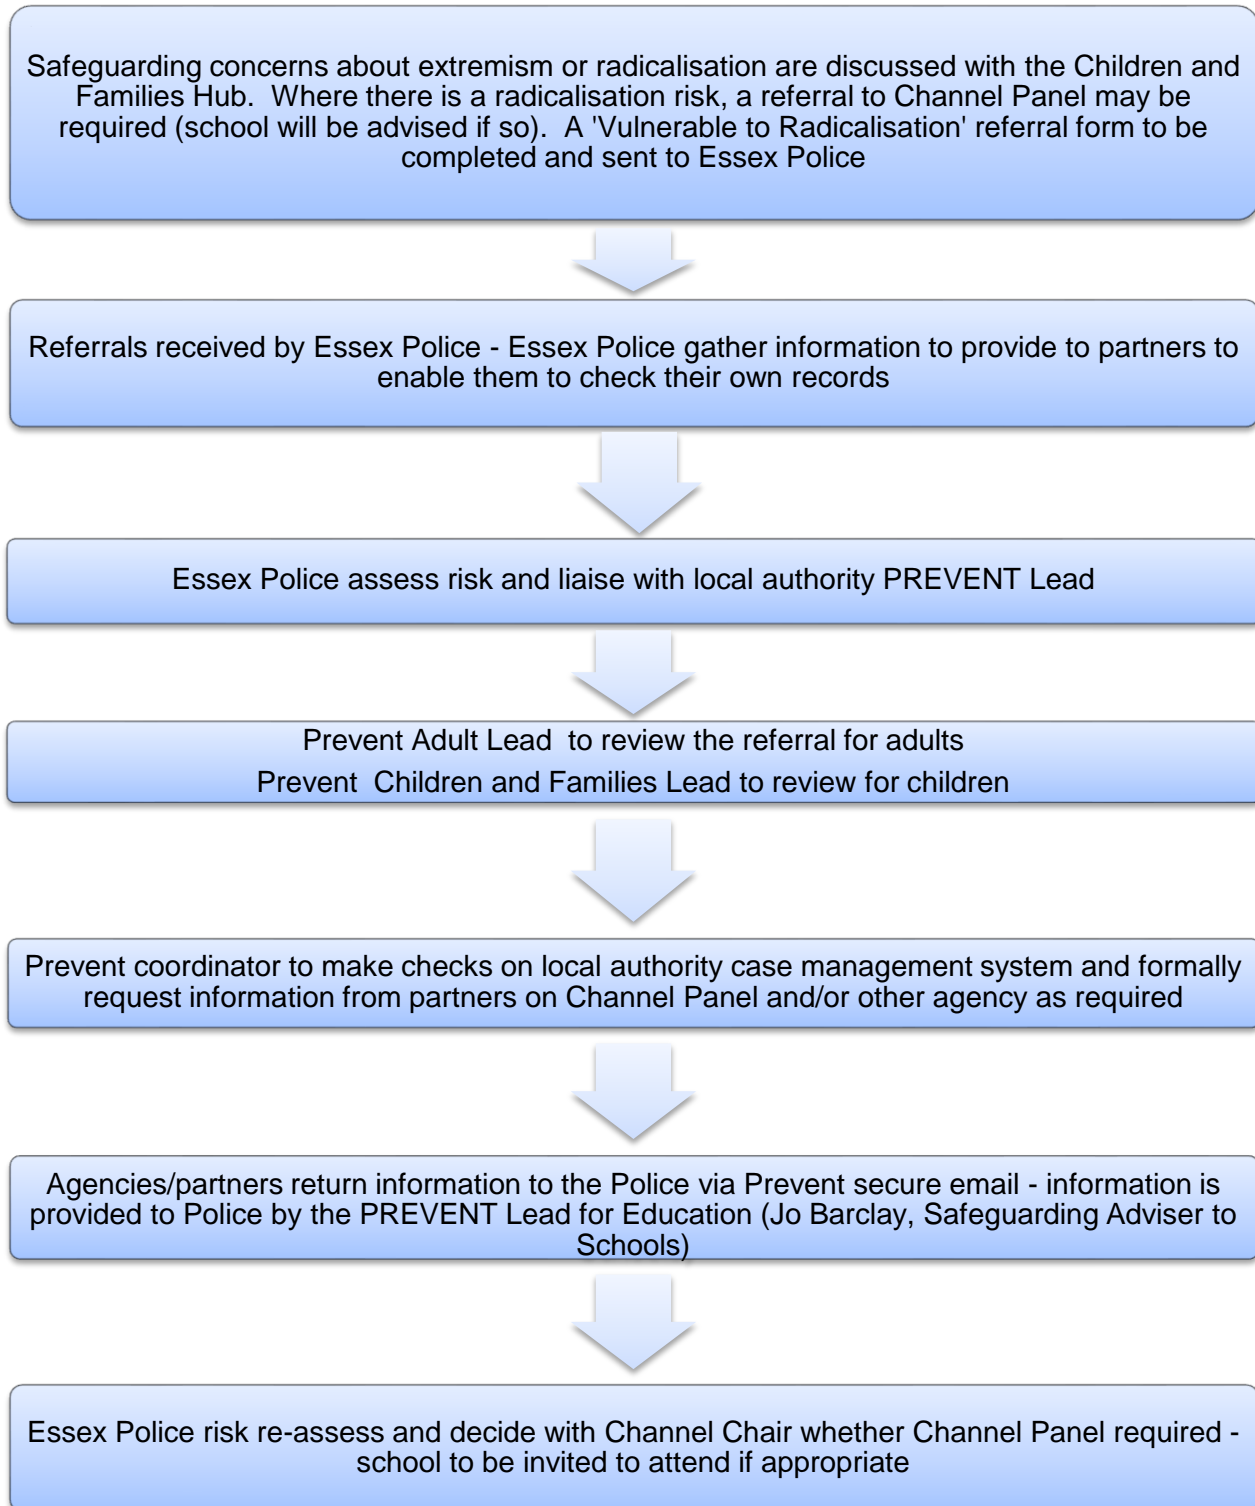 Safeguarding concerns about extremism or radicalisation are discussed with the Children and
Families Hub.  Where there is a radicalisation risk, a referral to Channel Panel may be
required (school will be advised if so).  A 'Vulnerable to Radicalisation' referral form to be
completed and sent to Essex Police
Referrals received by Essex Police - Essex Police gather information to provide to partners to
enable them to check their own records
Essex Police assess risk and liaise with local authority PREVENT Lead
Prevent Adult Lead  to review the referral for adults
Prevent  Children and Families Lead to review for children
Prevent coordinator to make checks on local authority case management system and formally
request information from partners on Channel Panel and/or other agency as required
Agencies/partners return information to the Police via Prevent secure email - information is
provided to Police by the PREVENT Lead for Education (Jo Barclay, Safeguarding Adviser to
Schools)
Essex Police risk re-assess and decide with Channel Chair whether Channel Panel required -
school to be invited to attend if appropriate